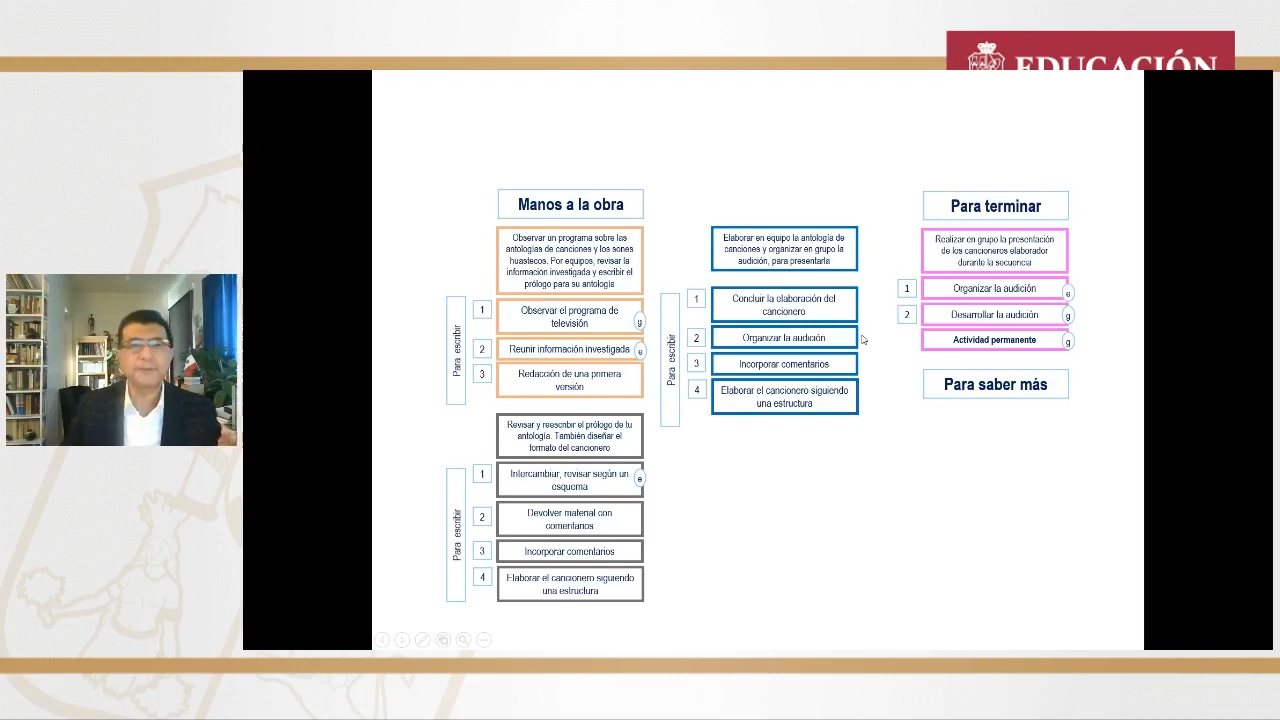 EDUCACIÓN
Manos a la obra
Observar un programa sobre las
antologías de canciones y los sones
huastecos. Por equipos, revisar la
información investigada y escribir el
prólogo para su antología
Para escribir
1
Observar el programa de
televisión
g
2
Reunir información investigada
e
3
Redacción de una primera
versión
Revisar y reescribir el prólogo de tu
antología. También diseñar el
formato del cancionero
Para escribir
1
Intercambiar, revisar según un
esquema
e
2
Devolver material con
comentarios
3
Incorporar comentarios
4
Elaborar el cancionero siguiendo
una estructura
Elaborar en equipo la antología de
canciones y organizar en grupo la
audición, para presentarla
Para escribir
1
Concluir la elaboración del
cancionero
2
Organizar la audición
3
Incorporar comentarios
4
Elaborar el cancionero siguiendo
una estructura
Para terminar
Realizar en grupo la presentación
de los cancioneros elaborador
durante la secuencia
1
Organizar la audición
e
2
Desarrollar la audición
g
Actividad permanente
g
Para saber más